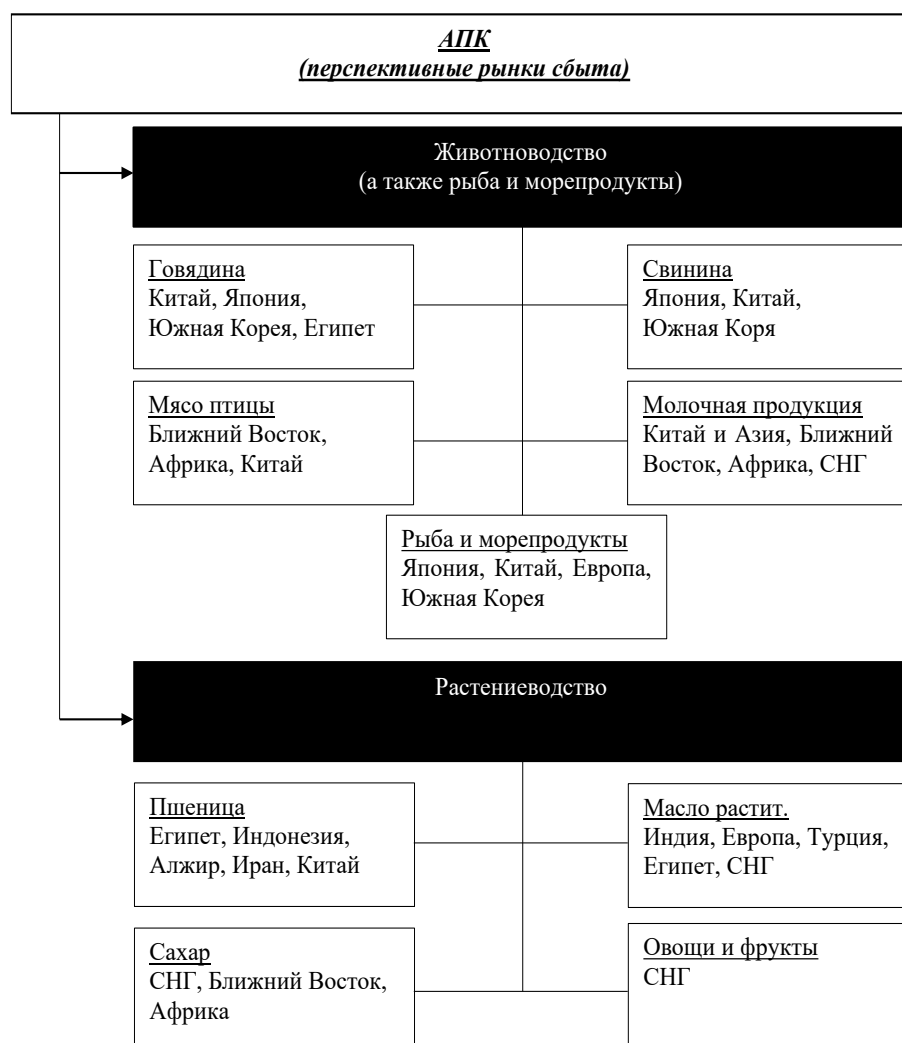 АПК
(перспективные рынки сбыта)
Животноводство
(а также рыба и морепродукты)
Говядина
Китай, Япония,
Южная Корея, Египет
Свинина
Япония, Китай,
Южная Коря
Мясо птицы
Ближний Восток,
Африка, Китай
Молочная продукция
Китай и Азия, Ближний
Восток, Африка, СНГ
Рыба и морепродукты
Япония, Китай, Европа,
Южная Корея
Растениеводство
Пшеница
Египет, Индонезия,
Алжир, Иран, Китай
Масло растит.
Индия, Европа, Турция,
Египет, СНГ
Сахар
СНГ, Ближний Восток,
Африка
Овощи и фрукты
СНГ